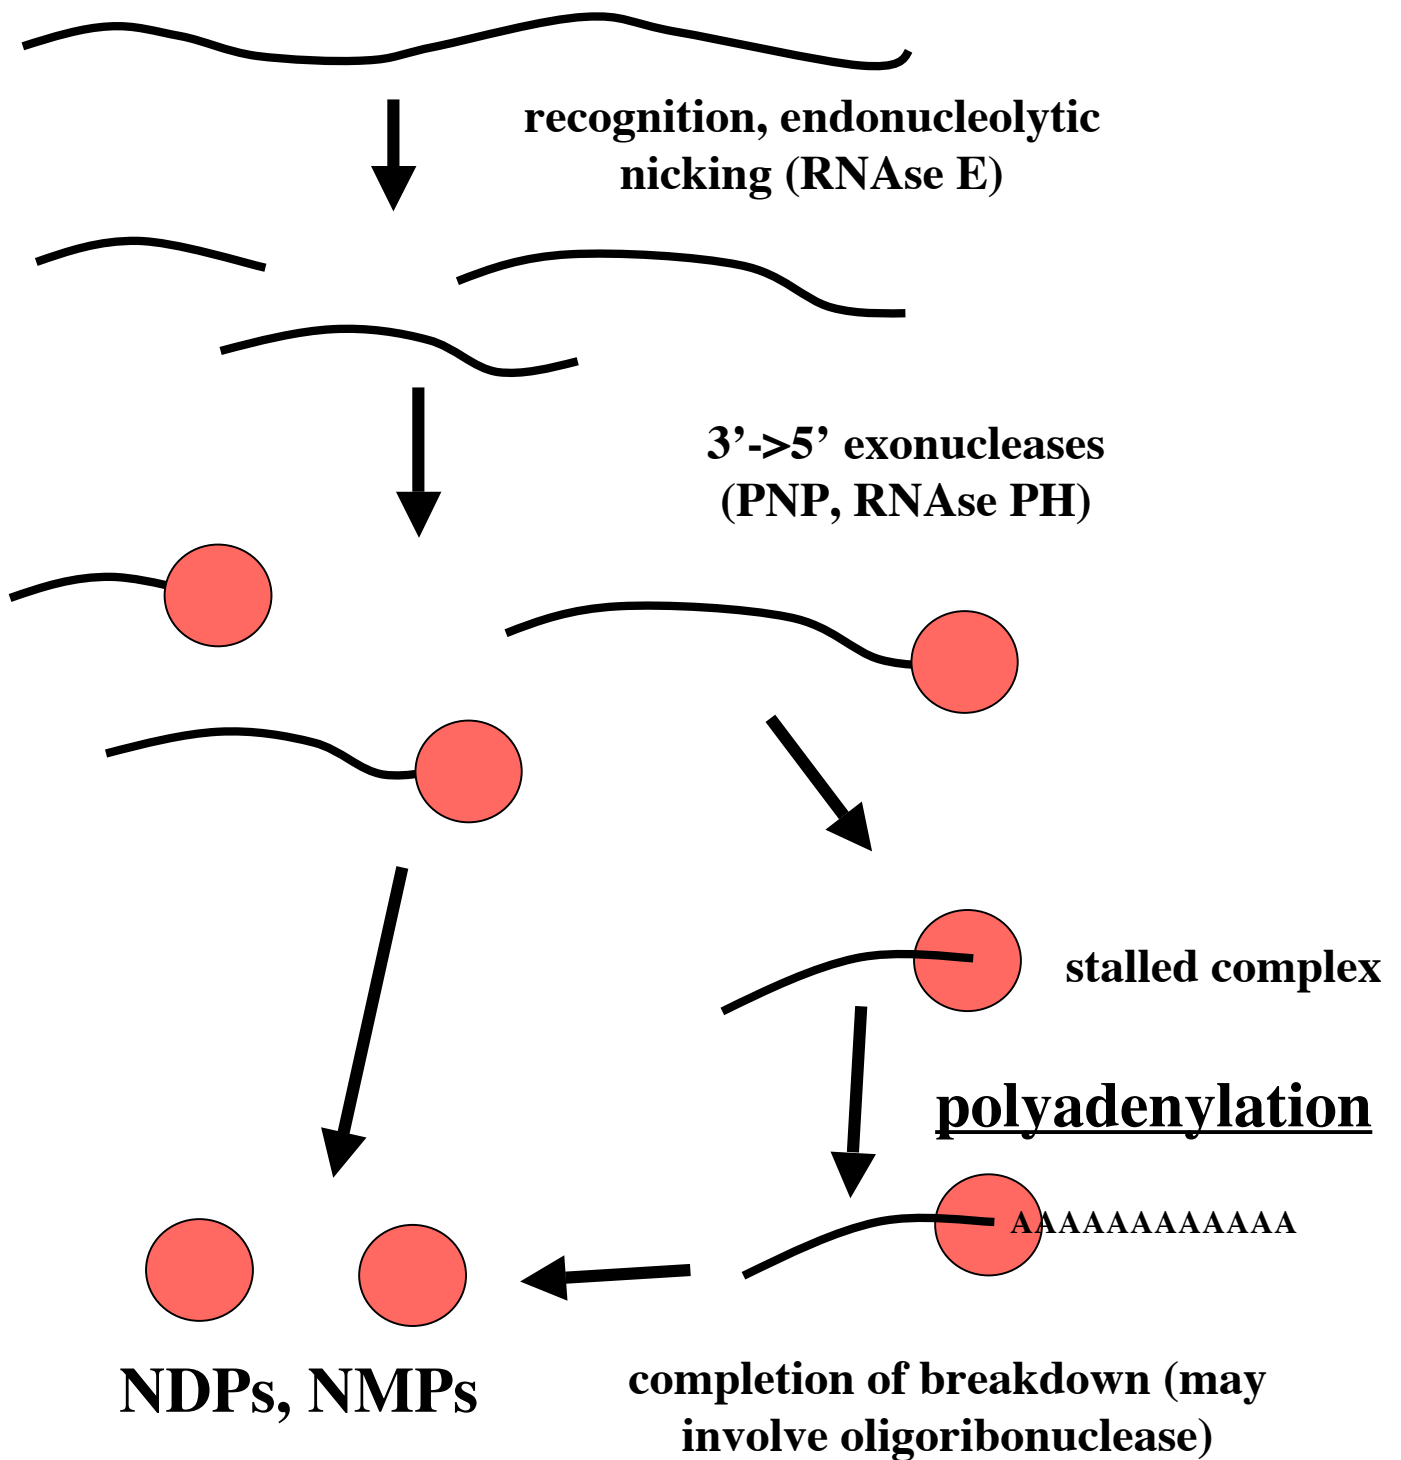 recognition, endonucleolytic
nicking (RNAse E)
3’->5’ exonucleases
(PNP, RNAse PH)
stalled complex
polyadenylation
AAAAAAAAAAAA
NDPs, NMPs
completion of breakdown (may
involve oligoribonuclease)